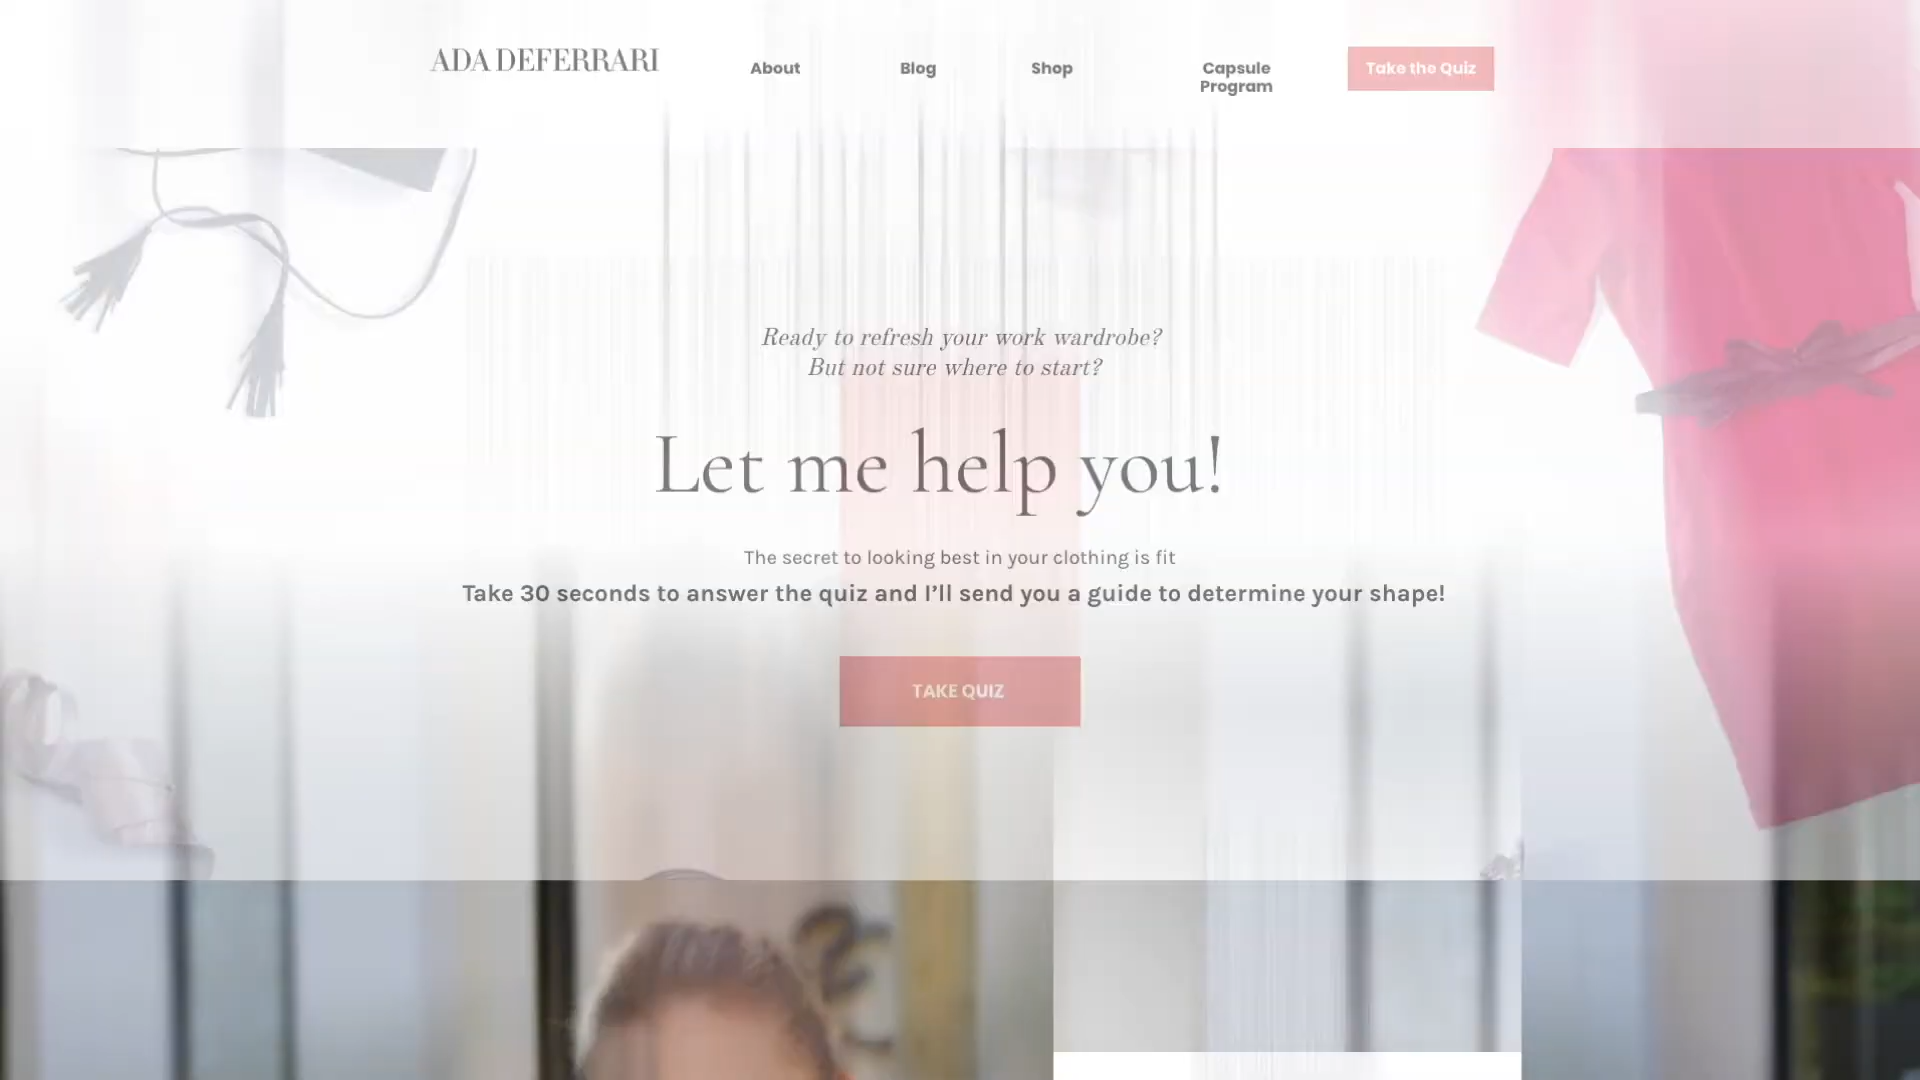 ADA DEFERRARI
About
Blog
Shop
Capsule
Program
Take the Quiz
Ready to refresh your work wardrobe?
But not sure where to start?
Let me help you!
The secret to looking best in your clothing is fit
Take 30 seconds to answer the quiz and I’ll send you a guide to determine your shape!
TAKE QUIZ